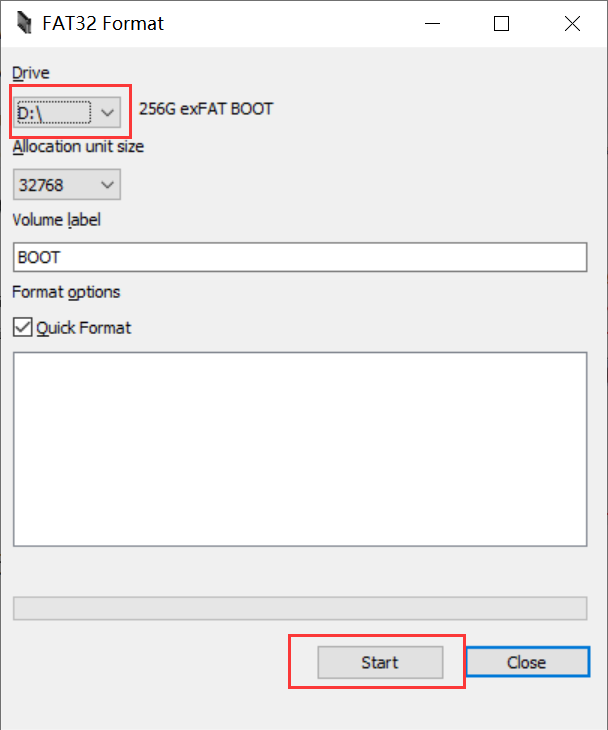 FAT32 Format
Drive
D:\ 256G exFAT BOOT
Allocation unit size
32768
Volume label
BOOT
Format options
Quick Format
Start Close